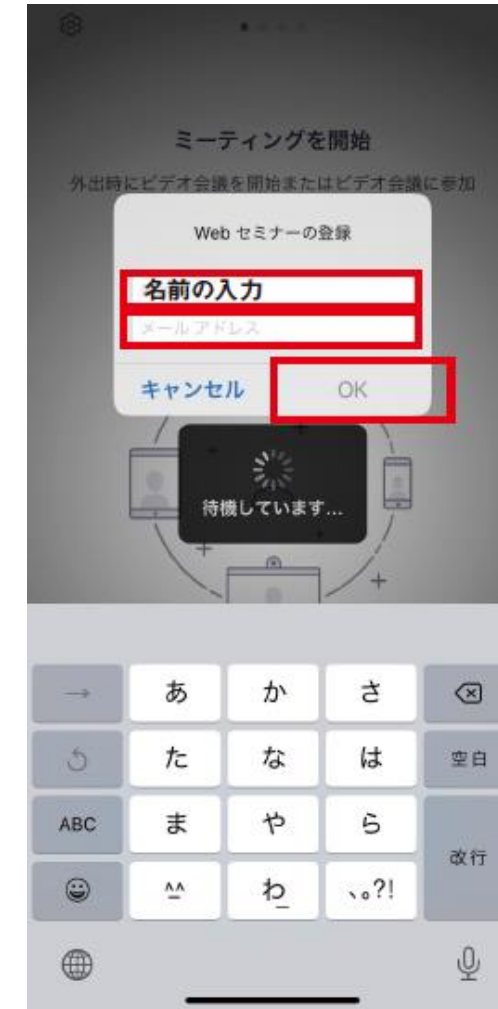 ミーティングを開始
外出時にビデオ会議を開始またはビデオ会議に参加
Web セミナーの登録
名前の入力
メール アドレス
キャンセル
OK
待機しています...
→ あ か さ
た な は 空白
ABC ま や ら
改行
^^ わ_ 、。?!